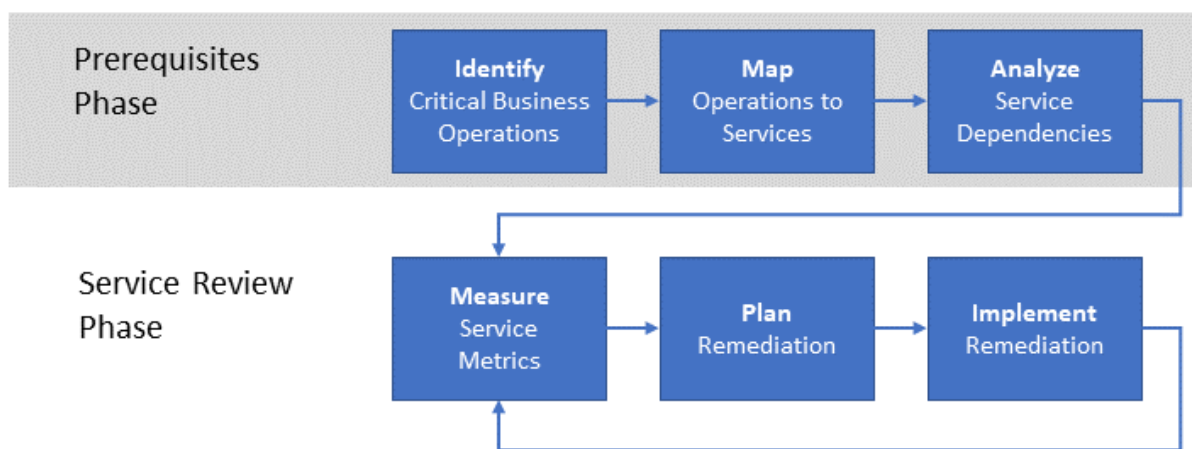 Prerequisites
Phase
Identify
Critical Business
Operations
Map
Operations to
Services
Analyze
Service
Dependencies
Service Review
Phase
Measure
Service
Metrics
Plan
Remediation
Implement
Remediation